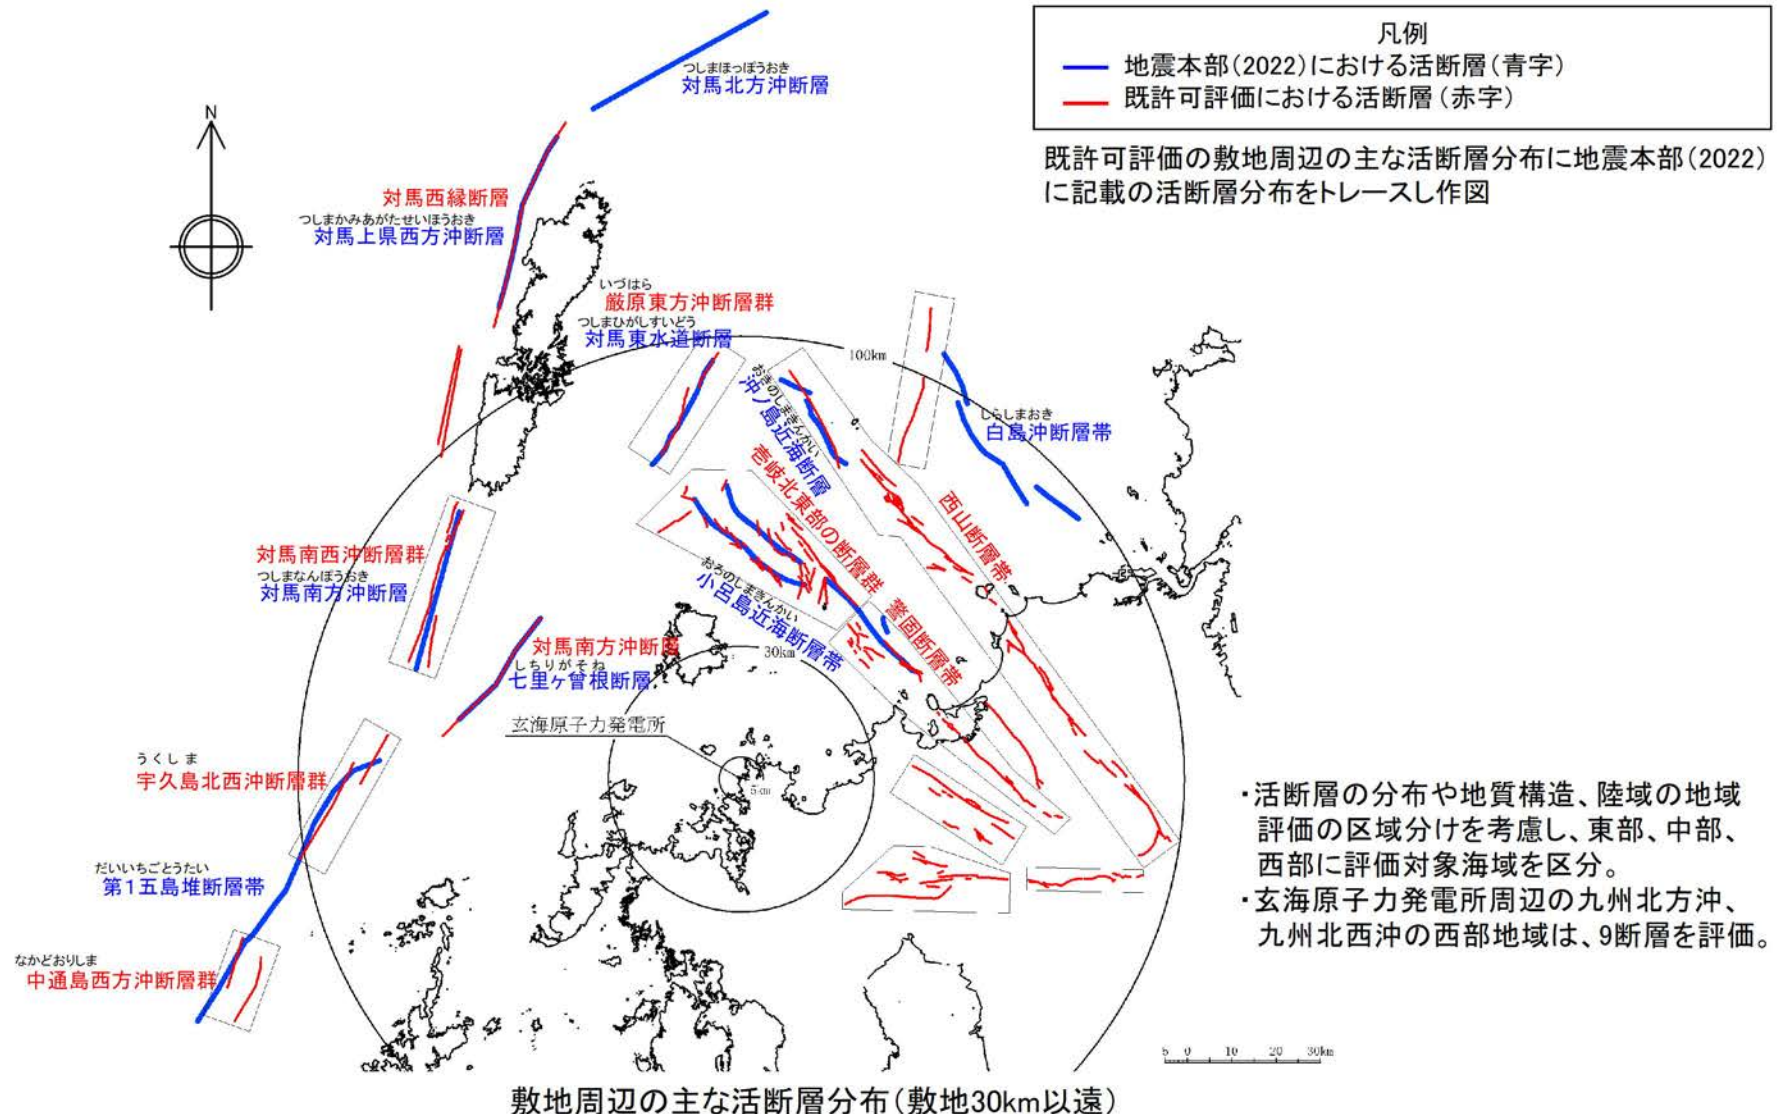 凡例
地震本部(2022)における活断層(青字)
既許可評価における活断層(赤字)
既許可評価の敷地周辺の主な活断層分布に地震本部(2022)
に記載の活断層分布をトレースし作図
つしまほっぽうおき
対馬北方沖断層
N
対馬西縁断層
つしまかみあがたせいほうおき
対馬上県西方沖断層
いづはら
厳原東方沖断層群
つしまひがしすいどう
対馬東水道断層
100km
おきのしまきんかい
沖ノ島近海断層
しらしまおき
白島沖断層帯
壱岐北東部の断層群
西山断層帯
対馬南西沖断層群
つしまなんぽうおき
対馬南方沖断層
おろのしまきんかい
小呂島近海断層帯
警固断層帯
対馬南方沖断層
しちりがそね
七里ヶ曾根断層
30km
玄海原子力発電所
5km
うくしま
宇久島北西沖断層群
だいいちごとうたい
第1五島堆断層帯
なかどおりしま
中通島西方沖断層群
・活断層の分布や地質構造、陸域の地域
評価の区域分けを考慮し、東部、中部、
西部に評価対象海域を区分。
・玄海原子力発電所周辺の九州北方沖、
九州北西沖の西部地域は、9断層を評価。
5 0 10 20 30km
敷地周辺の主な活断層分布(敷地30km以遠)